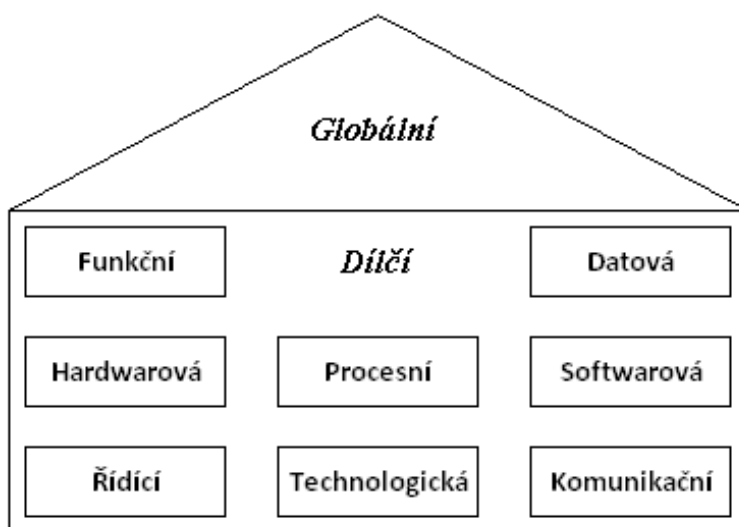 Globální
Funkční Dílčí Datová
Hardwarová Procesní Softwarová
Řídící Technologická Komunikační